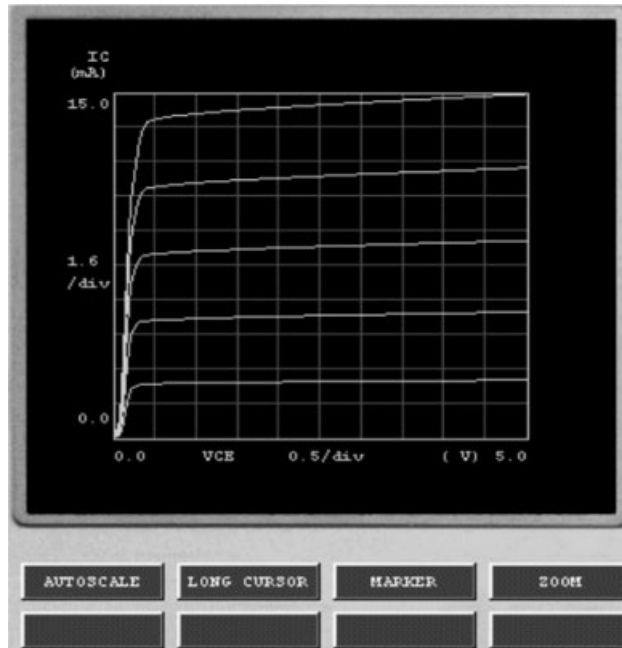 IC
(mA)
15.0
1.6
/div
0.0
0.0 VCE 0.5/div ( V) 5.0
AUTOSCALE LONG CURSOR MARKER ZOOM